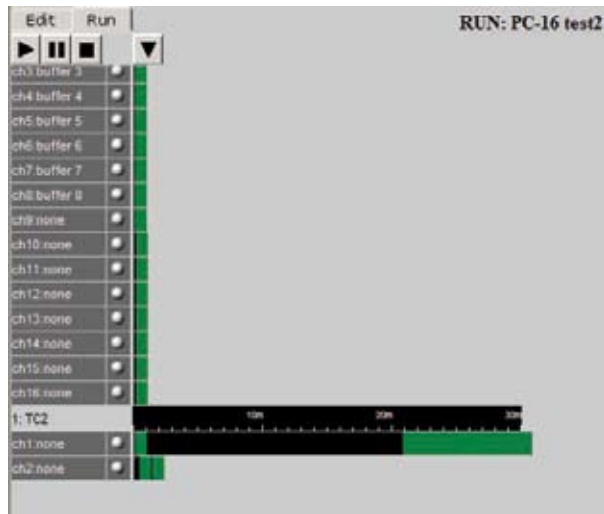 Edit Run
RUN: PC-16 test2
ch3:buffer 3
ch4:buffer 4
ch5:buffer 5
ch6:buffer 6
ch7:buffer 7
ch8:buffer 8
ch9:none
ch10:none
ch11:none
ch12:none
ch13:none
ch14:none
ch15:none
ch16:none
1: TC2 10m 20m 30m
ch1:none
ch2:none